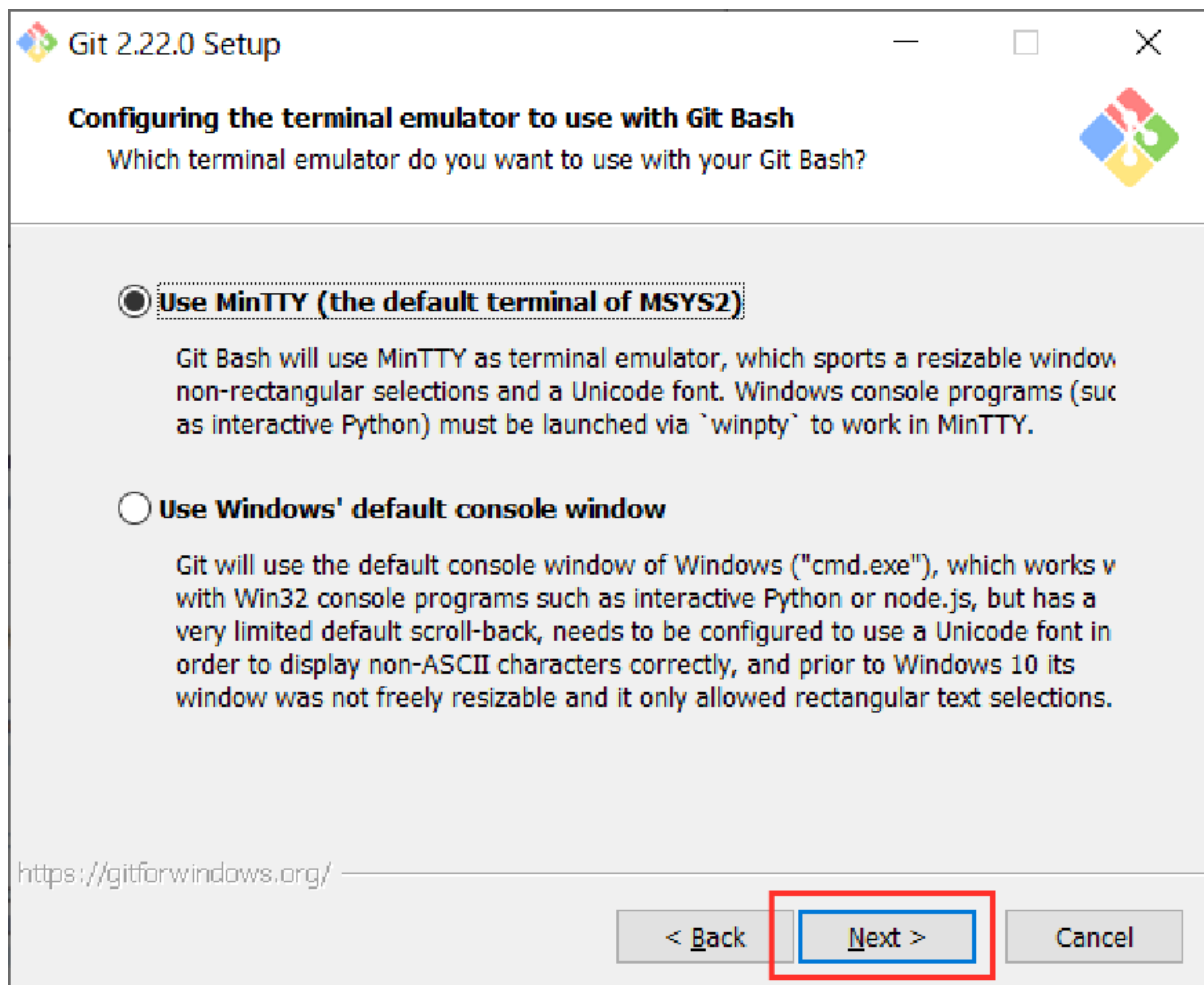 Git 2.22.0 Setup
Configuring the terminal emulator to use with Git Bash
Which terminal emulator do you want to use with your Git Bash?
Use MinTTY (the default terminal of MSYS2)
Git Bash will use MinTTY as terminal emulator, which sports a resizable window
non-rectangular selections and a Unicode font. Windows console programs (suc
as interactive Python) must be launched via `winpty` to work in MinTTY.
Use Windows' default console window
Git will use the default console window of Windows ("cmd.exe"), which works w
with Win32 console programs such as interactive Python or node.js, but has a
very limited default scroll-back, needs to be configured to use a Unicode font in
order to display non-ASCII characters correctly, and prior to Windows 10 its
window was not freely resizable and it only allowed rectangular text selections.
https://gitforwindows.org/
< Back Next > Cancel